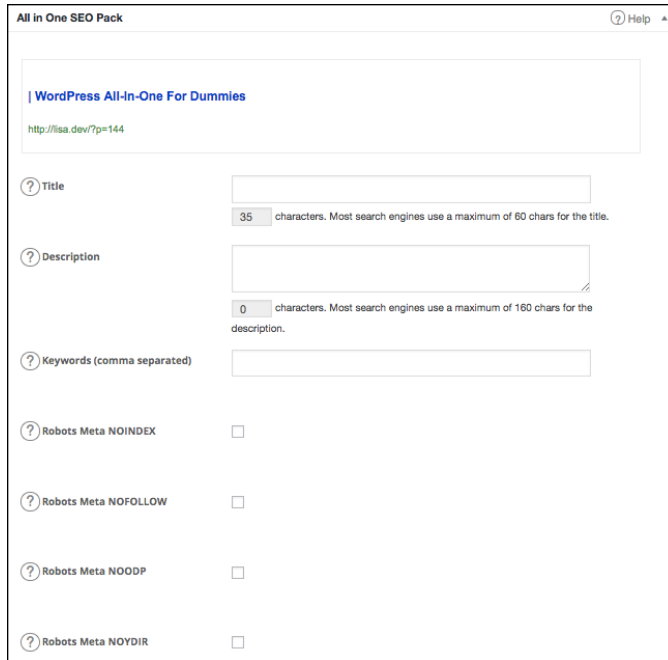 All in One SEO Pack
? Help
| WordPress All-In-One For Dummies
http://lisa.dev/?p=144
? Title
35 characters. Most search engines use a maximum of 60 chars for the title.
? Description
0 characters. Most search engines use a maximum of 160 chars for the
description.
? Keywords (comma separated)
? Robots Meta NOINDEX
? Robots Meta NOFOLLOW
? Robots Meta NOODP
? Robots Meta NOYDIR